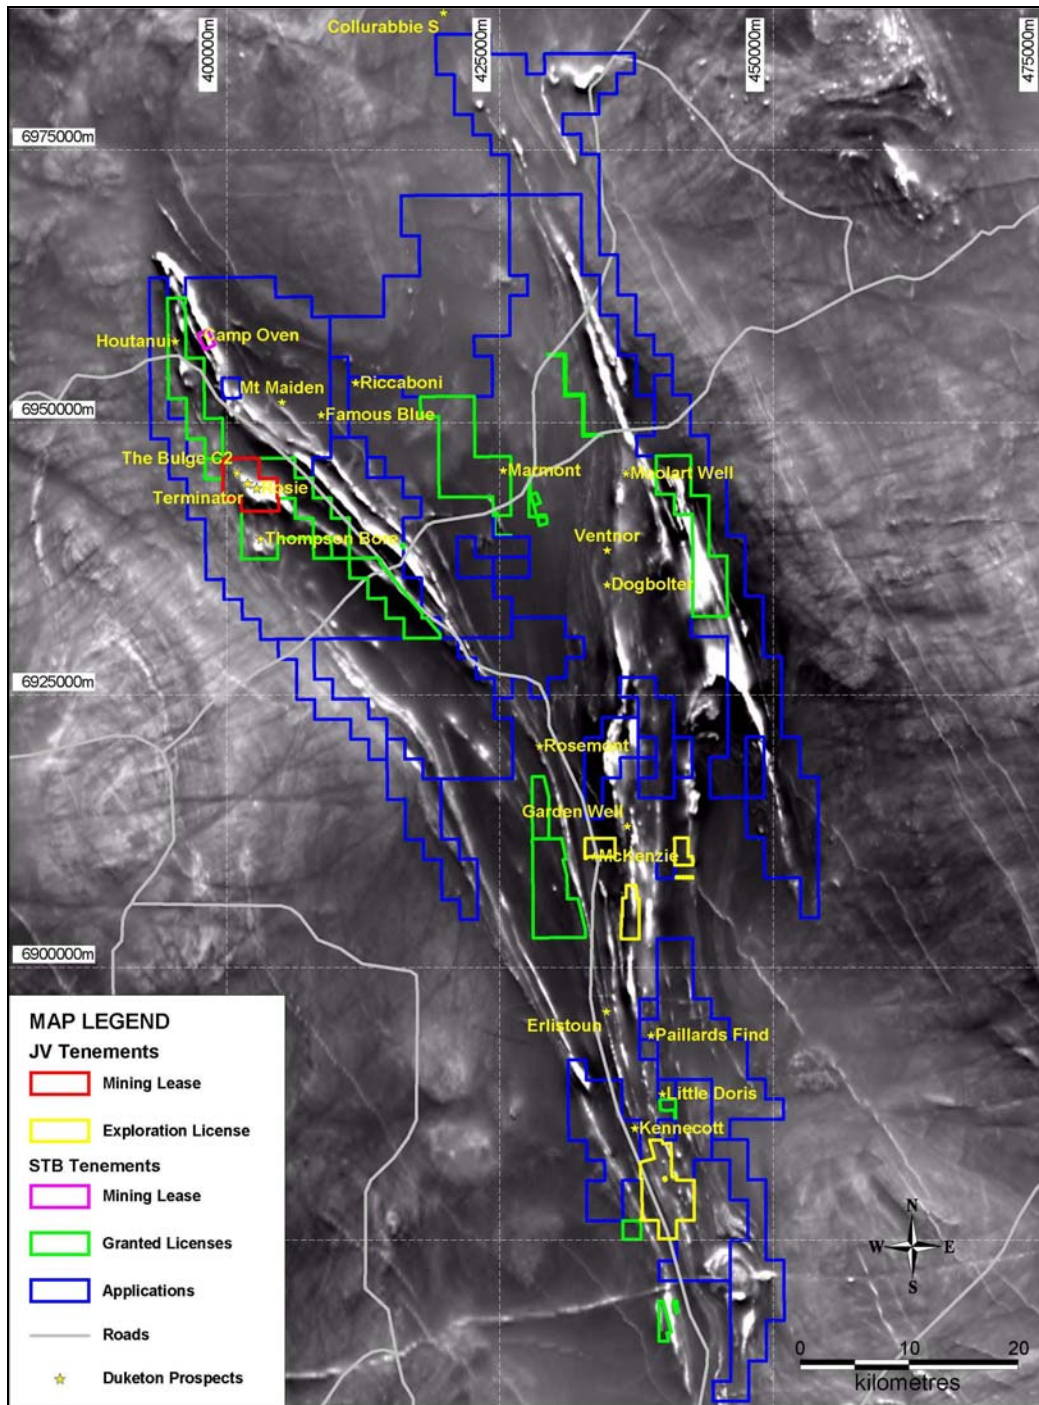 Collurabbie S
400000m
425000m
450000m
475000m
6975000m
Houtanui
Camp Oven
Mt Maiden
Riccaboni
Famous Blue
6950000m
The Bulge C2
Terminator
Rosie
Marmont
Moolart Well
Thompson Bore
Ventnor
Dogbolter
6925000m
Rosemont
Garden Well
McKenzie
6900000m
Erlistoun
Paillards Find
Little Doris
Kennecott
MAP LEGEND
JV Tenements
Mining Lease
Exploration License
STB Tenements
Mining Lease
Granted Licenses
Applications
Roads
Duketon Prospects
N
W E
S
0 10 20
kilometres